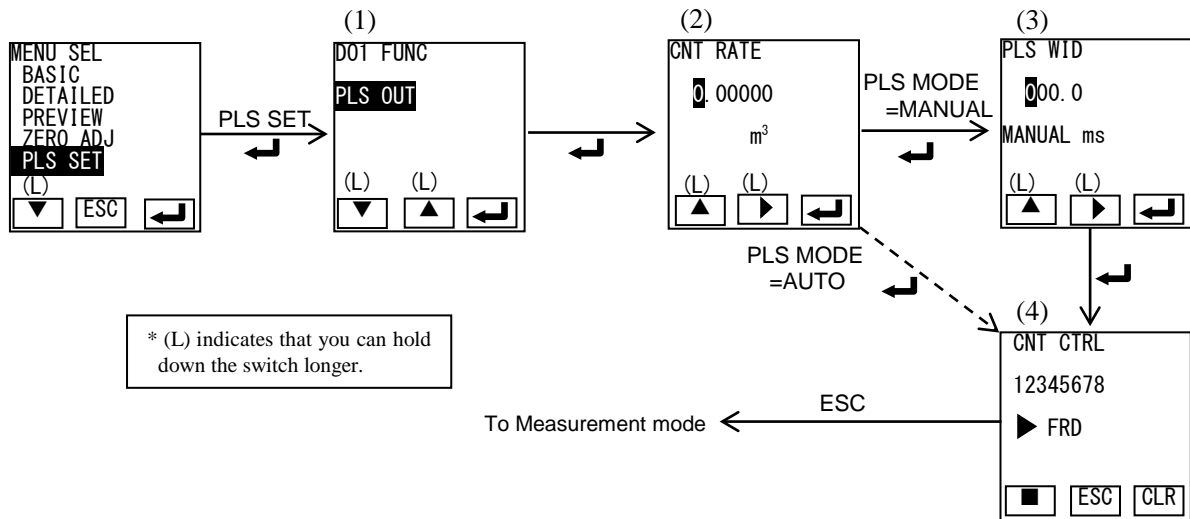 MENU SEL
BASIC
DETAILED
PREVIEW
ZERO ADJ
PLS SET
(L)
▼ ESC ↵
PLS SET
↵
(1)
DO1 FUNC
PLS OUT
(L) (L)
▼ ▲ ↵
↵
(2)
CNT RATE
0.00000
m³
(L) (L)
▲ ▶ ↵
PLS MODE
=MANUAL
↵
(3)
PLS WID
000.0
MANUAL ms
(L) (L)
▲ ▶ ↵
↵
PLS MODE
=AUTO
↵
(4)
CNT CTRL
12345678
▶ FRD
■ ESC CLR
ESC
To Measurement mode
* (L) indicates that you can hold
down the switch longer.